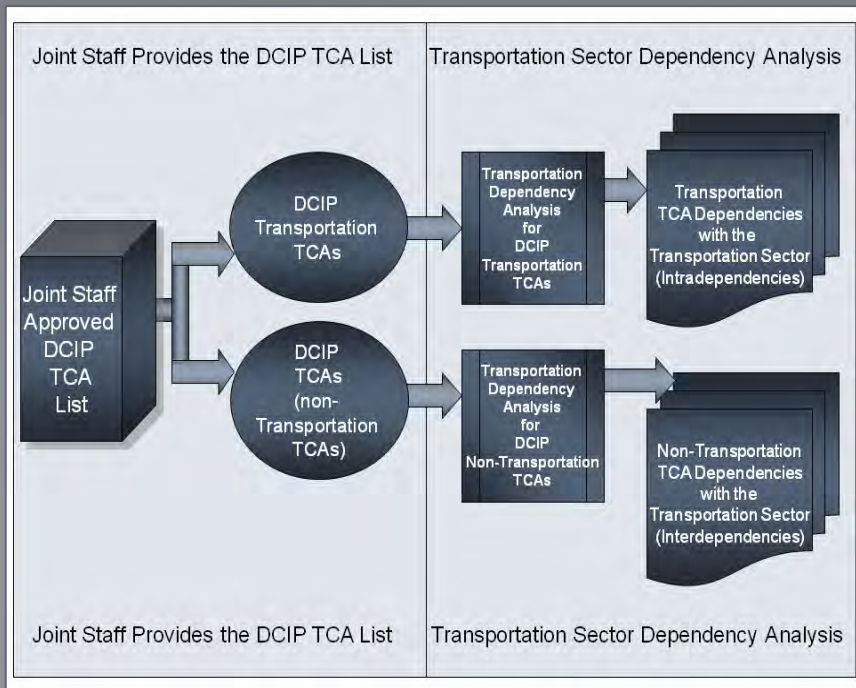 Joint Staff Provides the DCIP TCA List
Transportation Sector Dependency Analysis
Joint Staff
Approved
DCIP
TCA
List
DCIP
Transportation
TCAs
Transportation
Dependency
Analysis
for
DCIP
Transportation
TCAs
Transportation
TCA Dependencies
with the
Transportation Sector
(Intradependencies)
DCIP
TCAs
(non-
Transportation
TCAs)
Transportation
Dependency
Analysis
for
DCIP
Non-Transportation
TCAs
Non-Transportation
TCA Dependencies
with the
Transportation Sector
(Interdependencies)
Joint Staff Provides the DCIP TCA List
Transportation Sector Dependency Analysis